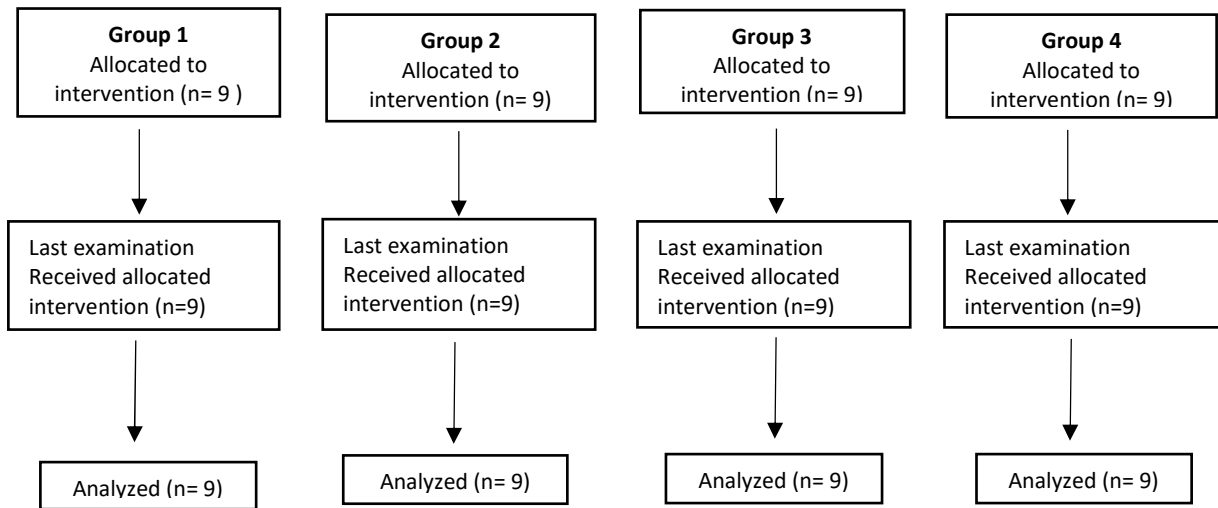 Group 1
Allocated to
intervention (n= 9 )
Group 2
Allocated to
intervention (n= 9)
Group 3
Allocated to
intervention (n= 9)
Group 4
Allocated to
intervention (n= 9)
Last examination
Received allocated
intervention (n=9)
Last examination
Received allocated
intervention (n=9)
Last examination
Received allocated
intervention (n=9)
Last examination
Received allocated
intervention (n=9)
Analyzed (n= 9)
Analyzed (n= 9)
Analyzed (n= 9)
Analyzed (n= 9)